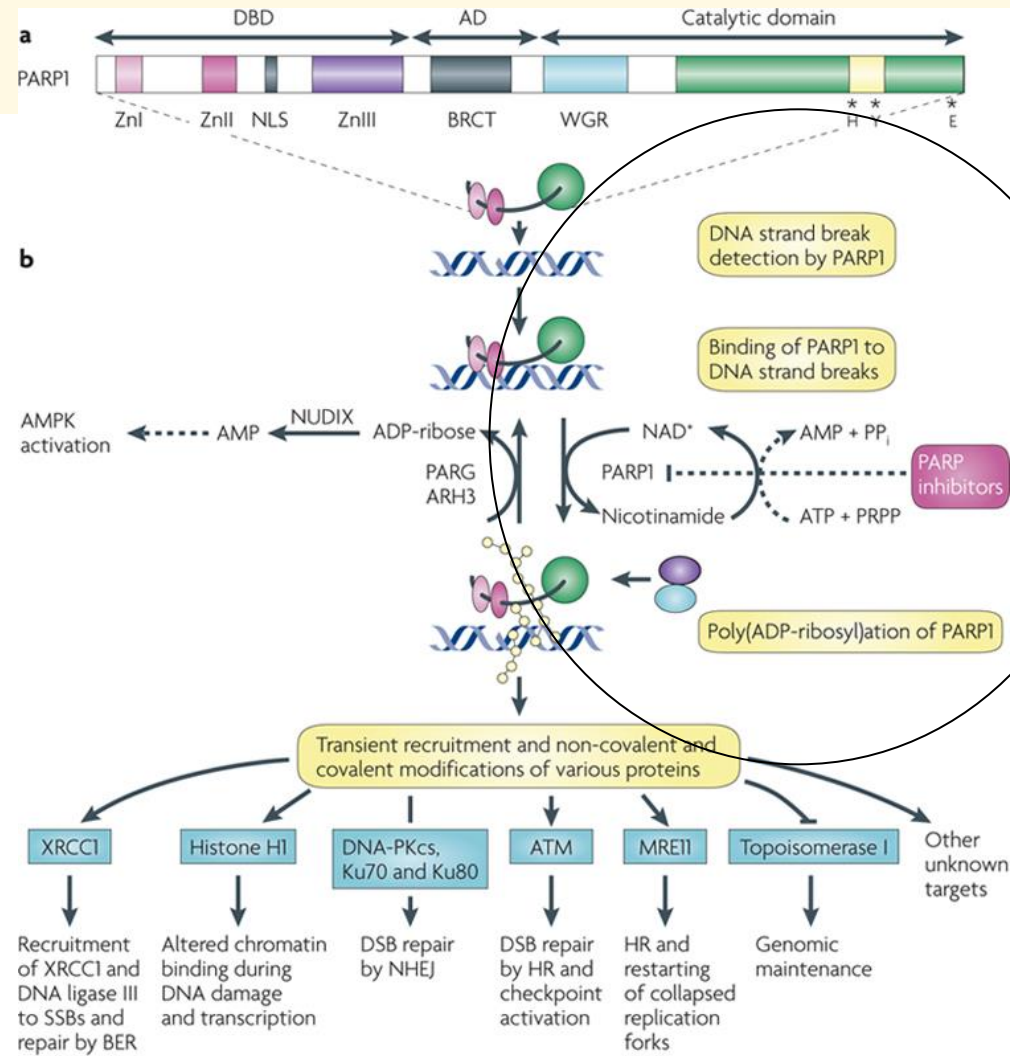 a
DBD
AD
Catalytic domain
PARP1
ZnI
ZnII
NLS
ZnIII
BRCT
WGR
* * *
H Y E
b
DNA strand break
detection by PARP1
Binding of PARP1 to
DNA strand breaks
AMPK
activation
AMP
NUDIX
ADP-ribose
PARG
ARH3
NAD⁺
PARP1
Nicotinamide
AMP + PPᵢ
ATP + PRPP
PARP
inhibitors
Poly(ADP-ribosyl)ation of PARP1
Transient recruitment and non-covalent and
covalent modifications of various proteins
XRCC1
Histone H1
DNA-PKcs,
Ku70 and Ku80
ATM
MRE11
Topoisomerase I
Other
unknown
targets
Recruitment
of XRCC1 and
DNA ligase III
to SSBs and
repair by BER
Altered chromatin
binding during
DNA damage
and transcription
DSB repair
by NHEJ
DSB repair
by HR and
checkpoint
activation
HR and
restarting
of collapsed
replication
forks
Genomic
maintenance